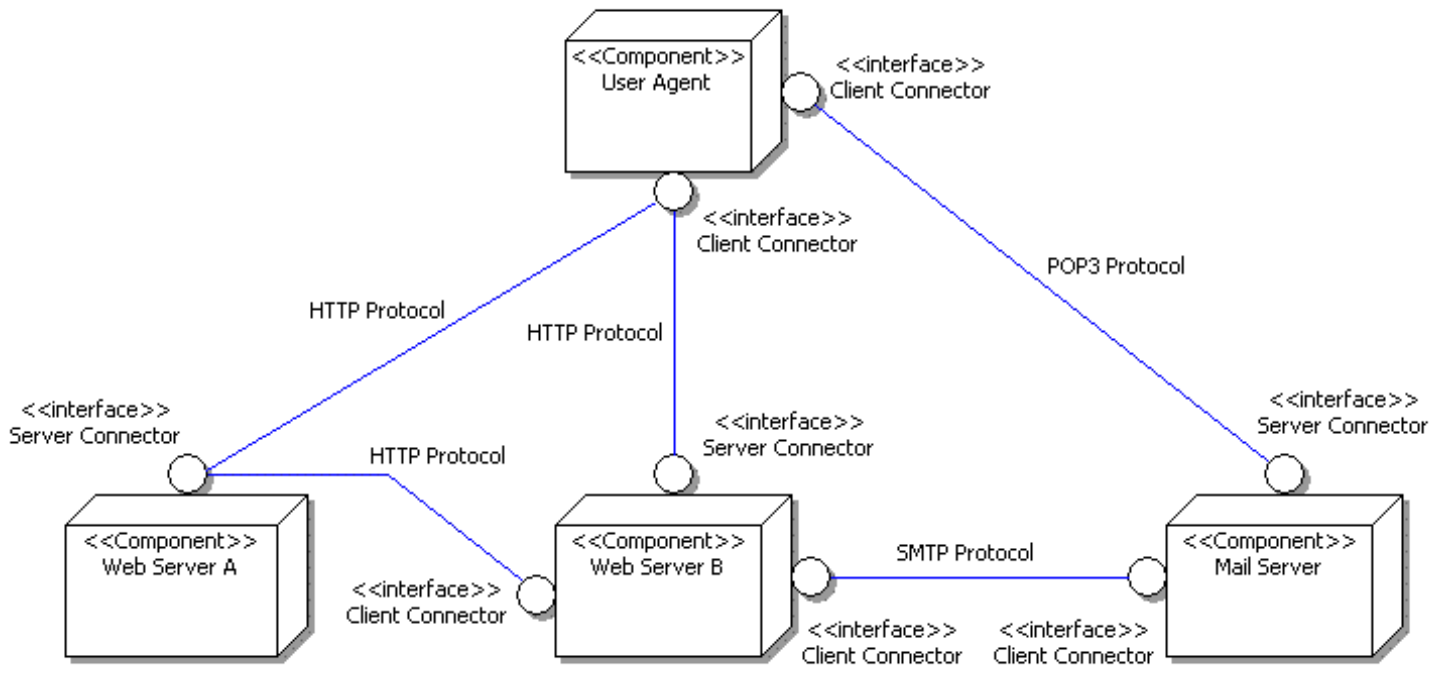 <<Component>>
User Agent
<<interface>>
Client Connector
<<interface>>
Client Connector
POP3 Protocol
HTTP Protocol
HTTP Protocol
<<interface>>
Server Connector
<<interface>>
Server Connector
<<interface>>
Server Connector
HTTP Protocol
<<Component>>
Web Server A
<<Component>>
Web Server B
SMTP Protocol
<<Component>>
Mail Server
<<interface>>
Client Connector
<<interface>>
Client Connector
<<interface>>
Client Connector